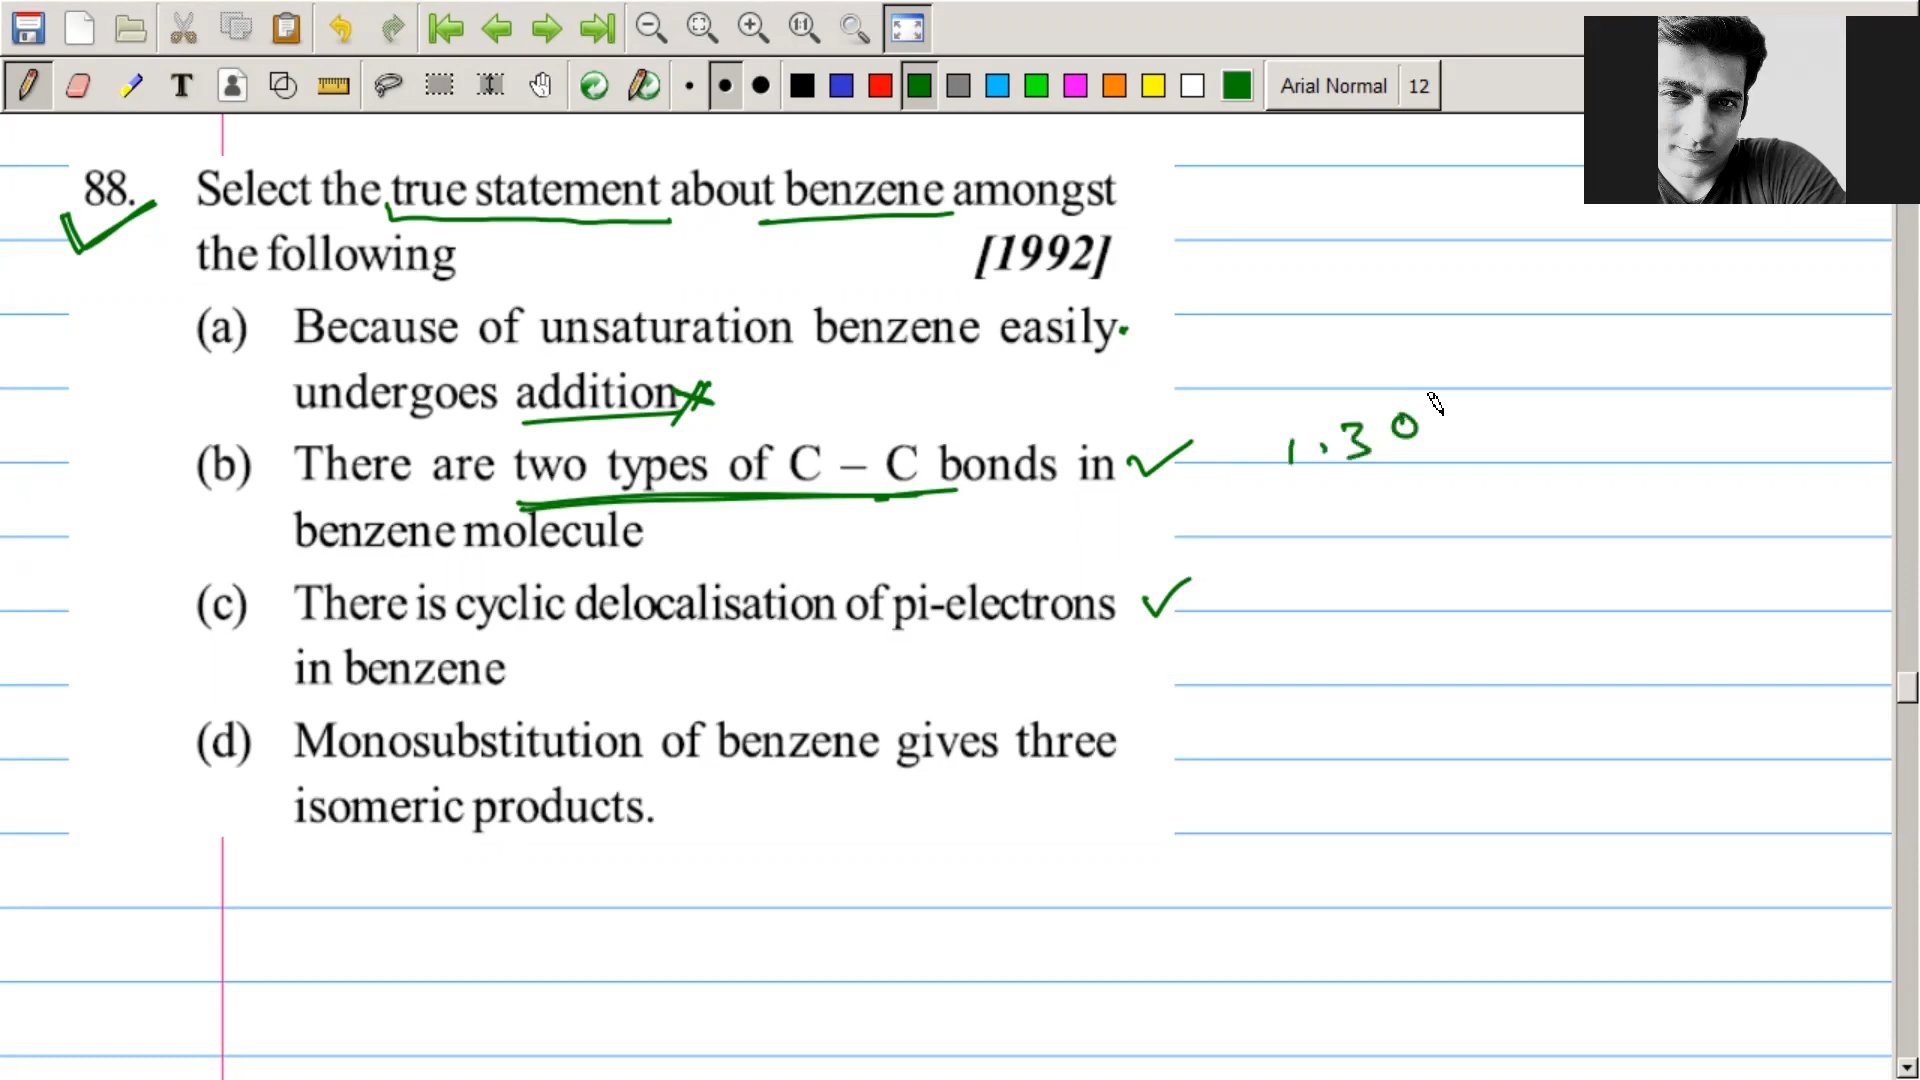 T
1:1
Arial Normal 12
88. Select the true statement about benzene amongst
the following [1992]
(a) Because of unsaturation benzene easily
undergoes addition
(b) There are two types of C – C bonds in
benzene molecule
1.30
(c) There is cyclic delocalisation of pi-electrons
in benzene
(d) Monosubstitution of benzene gives three
isomeric products.